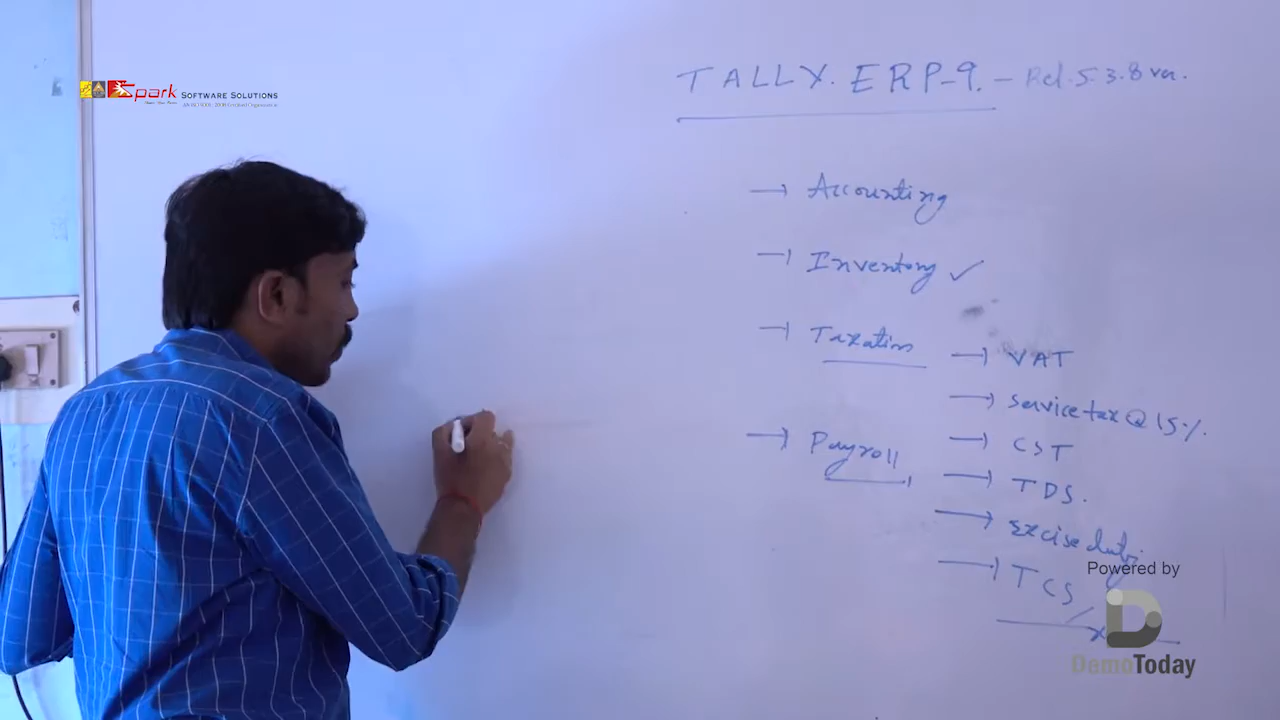 Spark SOFTWARE SOLUTIONS
TALLY. ERP-9. - Rel.5.3.8 ver.
→ Accounting
→ Inventory ✓
→ Taxation → VAT
→ Service tax @ 15%.
→ CST
→ Payroll
→ TDS.
→ Excise duty
→ TCS
Powered by
D
DemoToday